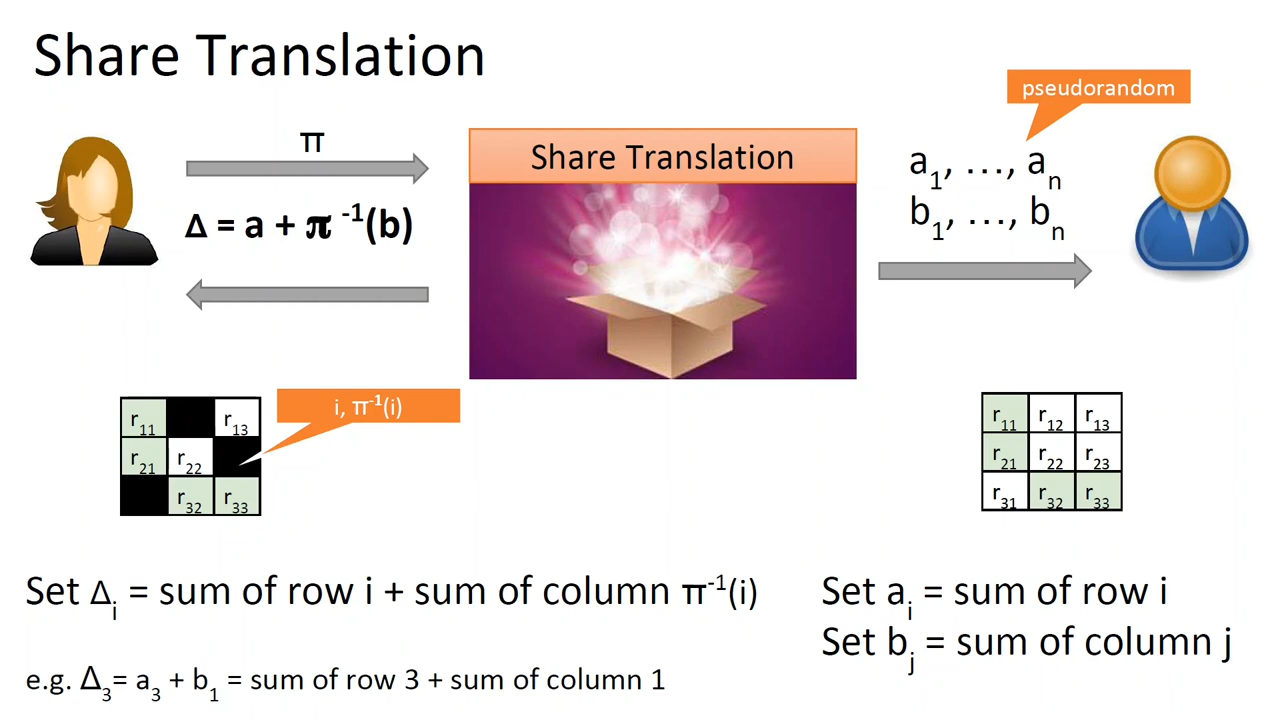 Share Translation
pseudorandom
π
Share Translation
a1, …, an
Δ = a + π -1(b)
b1, …, bn
i, π-1(i)
r11 r13
r21 r22
r32 r33
r11 r12 r13
r21 r22 r23
r31 r32 r33
Set Δi = sum of row i + sum of column π-1(i)
Set ai = sum of row i
Set bj = sum of column j
e.g. Δ3= a3 + b1 = sum of row 3 + sum of column 1